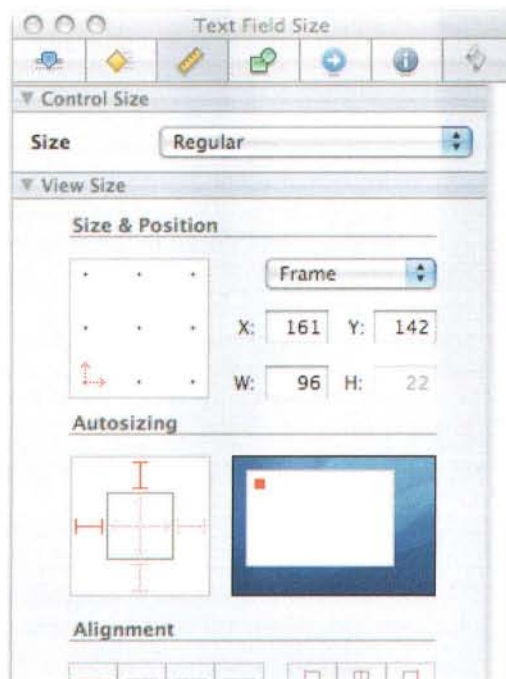 Text Field Size
Control Size
Size Regular
View Size
Size & Position
Frame
X: 161 Y: 142
W: 96 H: 22
Autosizing
Alignment